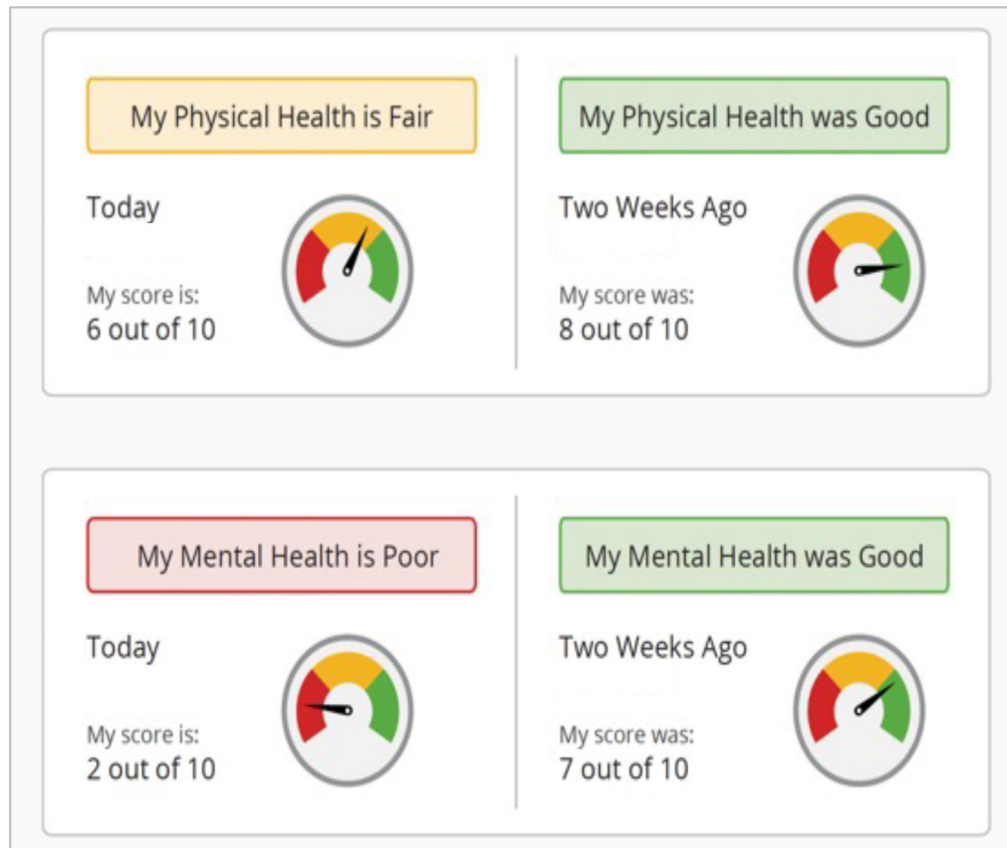 My Physical Health is Fair
Today
My score is:
6 out of 10
My Physical Health was Good
Two Weeks Ago
My score was:
8 out of 10
My Mental Health is Poor
Today
My score is:
2 out of 10
My Mental Health was Good
Two Weeks Ago
My score was:
7 out of 10